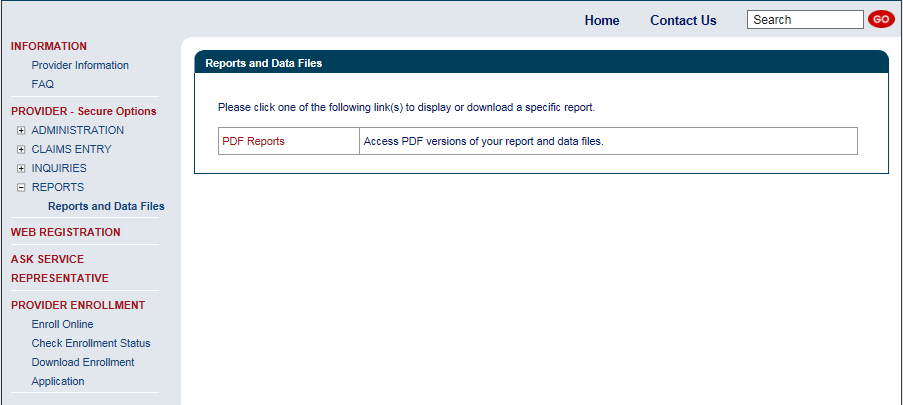 Home
Contact Us
Search
GO
INFORMATION
Provider Information
FAQ
PROVIDER - Secure Options
ADMINISTRATION
CLAIMS ENTRY
INQUIRIES
REPORTS
Reports and Data Files
WEB REGISTRATION
ASK SERVICE
REPRESENTATIVE
PROVIDER ENROLLMENT
Enroll Online
Check Enrollment Status
Download Enrollment
Application
Reports and Data Files
Please click one of the following link(s) to display or download a specific report.
PDF Reports
Access PDF versions of your report and data files.